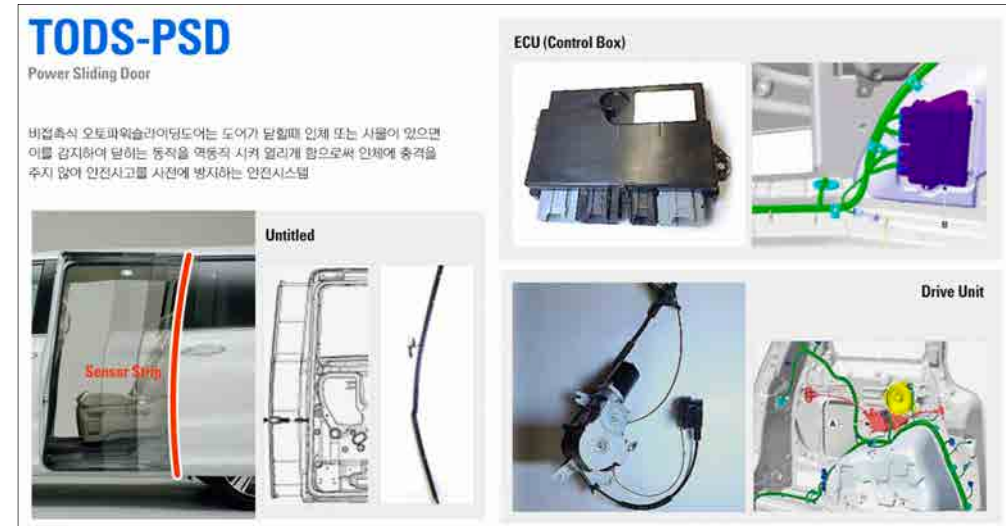 TODS-PSD
Power Sliding Door
비접촉식 오토파워슬라이딩도어는 도어가 닫힐때 인체 또는 사물이 있으면
이를 감지하여 닫히는 동작을 역동작 시켜 열리게 함으로써 인체에 충격을
주지 않아 안전사고를 사전에 방지하는 안전시스템
Untitled
Sensor Strip
ECU (Control Box)
B
Drive Unit
A